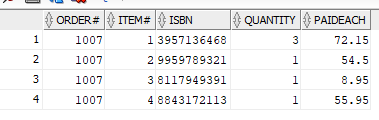 ORDER# ITEM# ISBN QUANTITY PAIDEACH
1 1007 1 3957136468 3 72.15
2 1007 2 9959789321 1 54.5
3 1007 3 8117949391 1 8.95
4 1007 4 8843172113 1 55.95